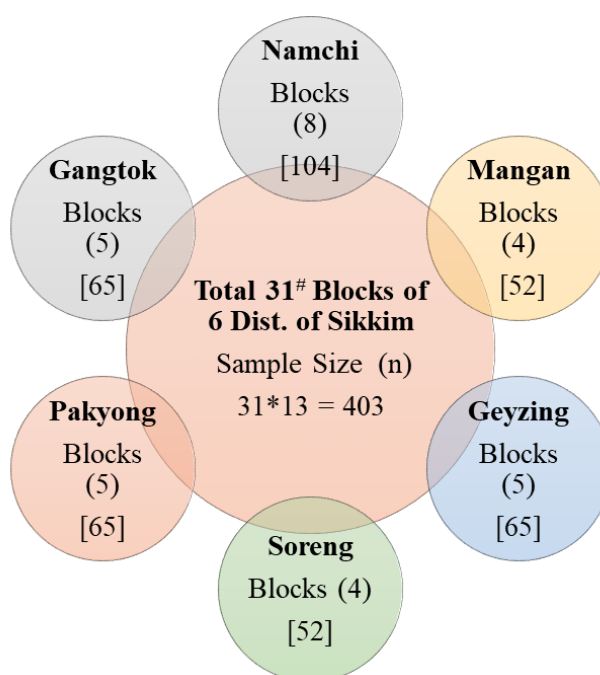 Namchi
Blocks
(8)
[104]
Gangtok
Blocks
(5)
[65]
Mangan
Blocks
(4)
[52]
Total 31# Blocks of
6 Dist. of Sikkim
Sample Size (n)
31*13 = 403
Pakyong
Blocks
(5)
[65]
Geyzing
Blocks
(5)
[65]
Soreng
Blocks (4)
[52]